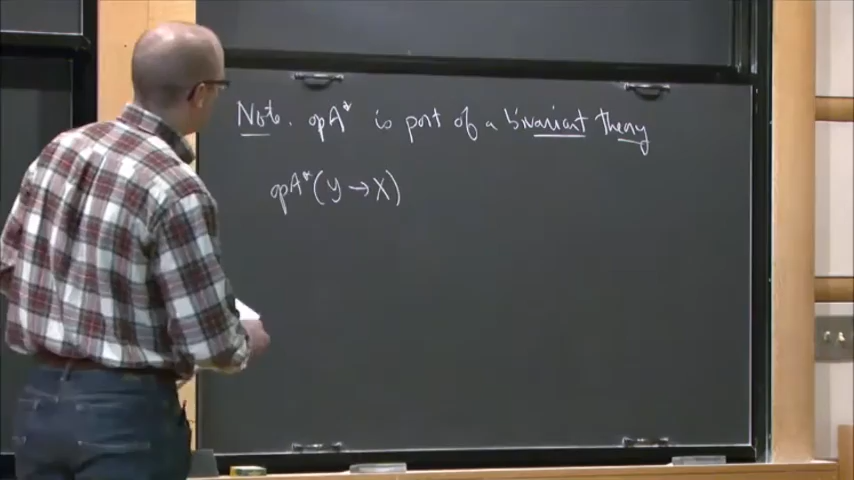 Note. opA* is part of a bivariant theory
opA*(Y→X)